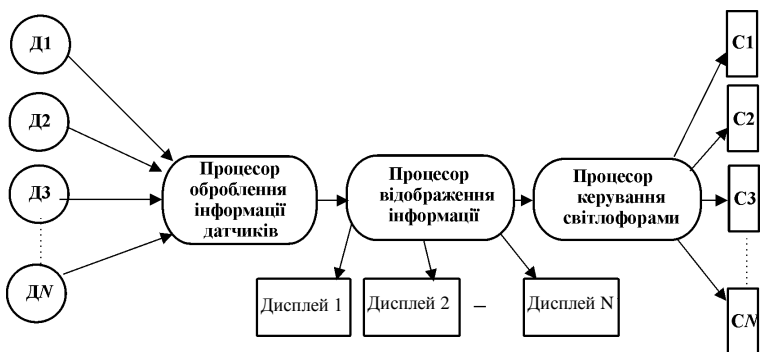 Д1
Д2
Д3
ДN
Процесор
оброблення
інформації
датчиків
Процесор
відображення
інформації
Процесор
керування
світлофорами
С1
С2
С3
СN
Дисплей 1
Дисплей 2
–
Дисплей N